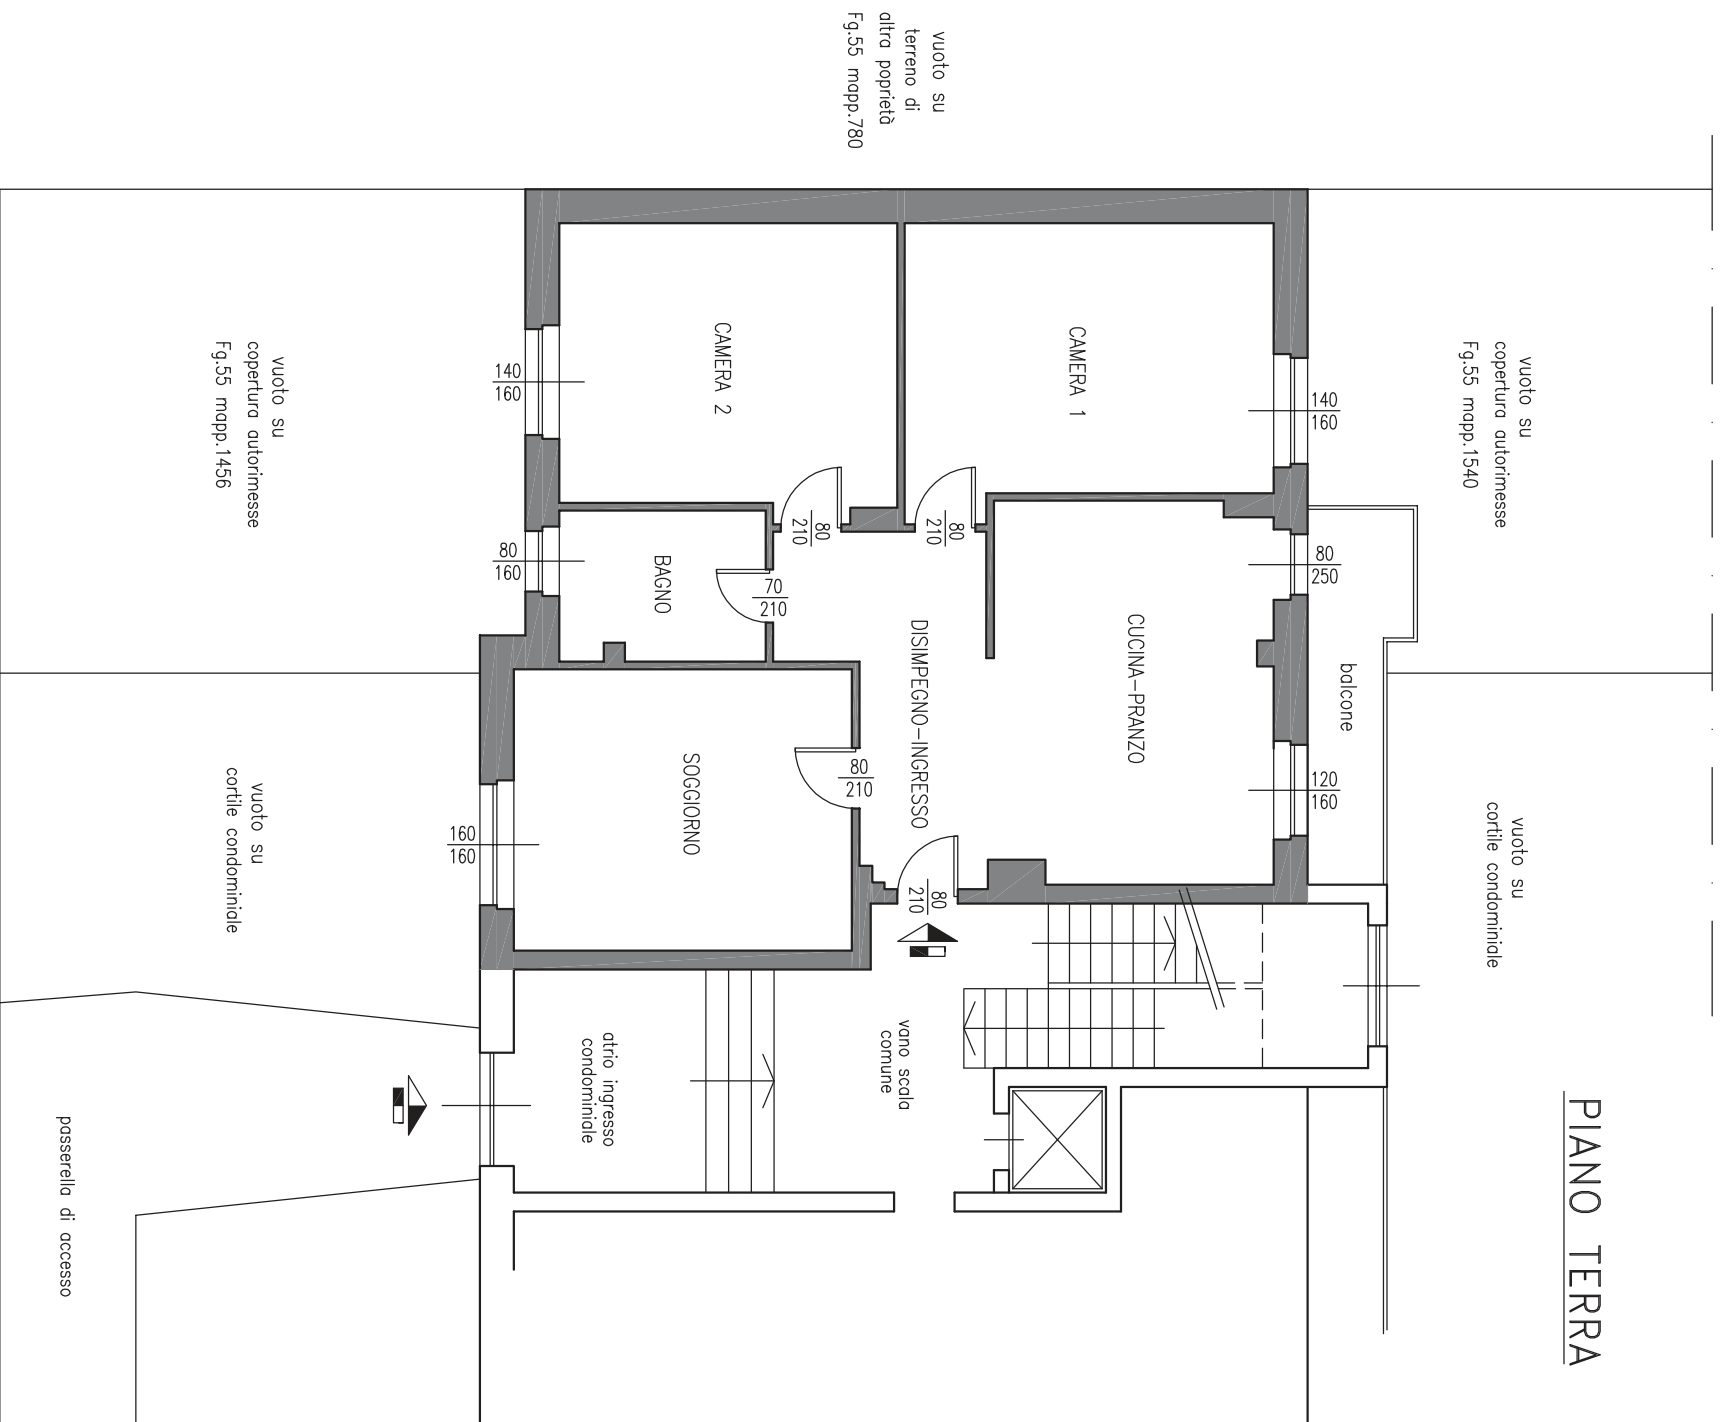 PIANO TERRA
vuoto su
copertura autorimesse
Fg.55 mapp.1540
vuoto su
cortile condominiale
balcone
140
160
80
250
120
160
vuoto su
terreno di
altra poprietà
Fg.55 mapp.780
CAMERA 1
CUCINA-PRANZO
80
210
DISIMPEGNO-INGRESSO
80
210
vano scala
comune
CAMERA 2
80
210
BAGNO
70
210
SOGGIORNO
80
210
atrio ingresso
condominiale
140
160
80
160
160
160
vuoto su
copertura autorimesse
Fg.55 mapp.1456
vuoto su
cortile condominiale
passerella di accesso